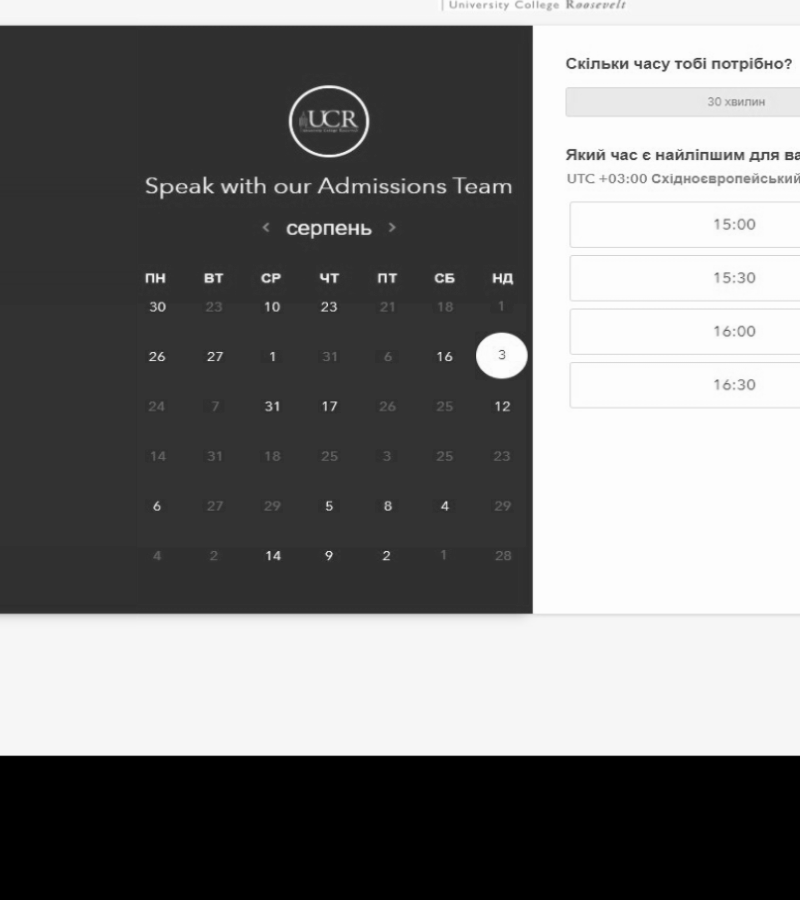 University College Roosevelt
UCR
Speak with our Admissions Team
‹ серпень ›
ПН ВТ СР ЧТ ПТ СБ НД
30 23 10 23 21 18 1
26 27 1 31 6 16 3
24 7 31 17 26 25 12
14 31 18 25 3 25 23
6 27 29 5 8 4 29
4 2 14 9 2 1 28
Скільки часу тобі потрібно?
30 хвилин
Який час є найліпшим для ва
UTC +03:00 Східноєвропейський
15:00
15:30
16:00
16:30